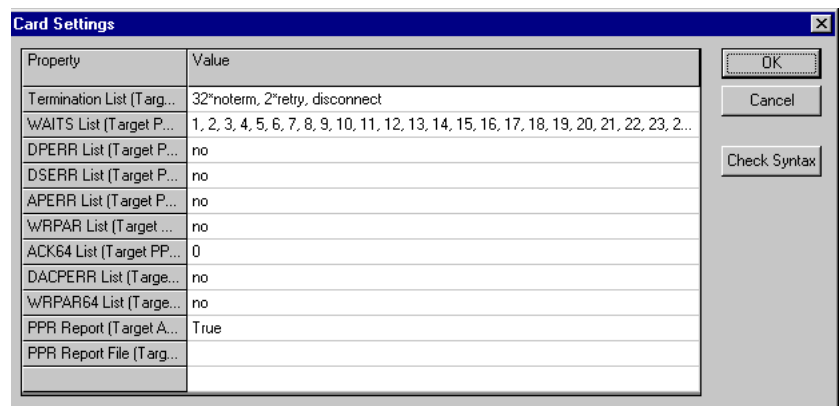 Card Settings
Property Value
Termination List (Targ... 32*noterm, 2*retry, disconnect
WAITS List (Target P... 1, 2, 3, 4, 5, 6, 7, 8, 9, 10, 11, 12, 13, 14, 15, 16, 17, 18, 19, 20, 21, 22, 23, 2...
DPERR List (Target P... no
DSERR List (Target P... no
APERR List (Target P... no
WRPAR List (Target ... no
ACK64 List (Target PP... 0
DACPERR List (Targe... no
WRPAR64 List (Targe... no
PPR Report (Target A... True
PPR Report File (Targ...
OK
Cancel
Check Syntax